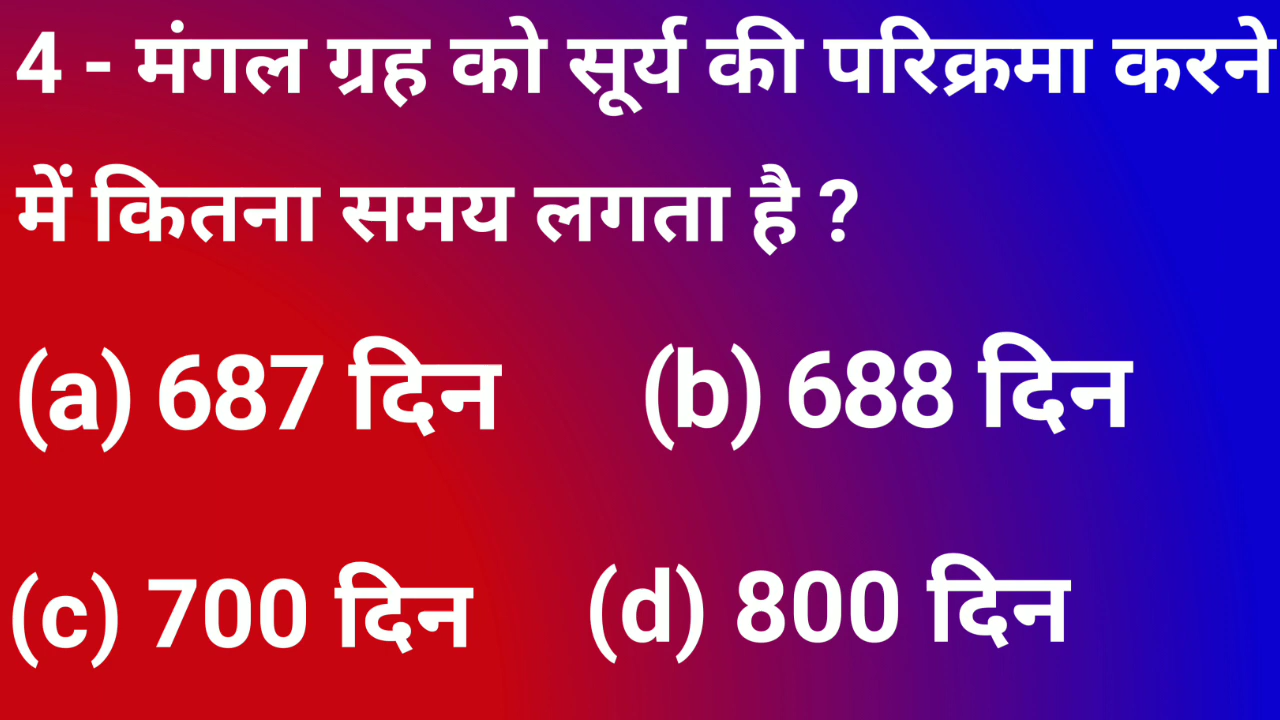 4 - मंगल ग्रह को सूर्य की परिक्रमा करने
में कितना समय लगता है ?
(a) 687 दिन (b) 688 दिन
(c) 700 दिन (d) 800 दिन